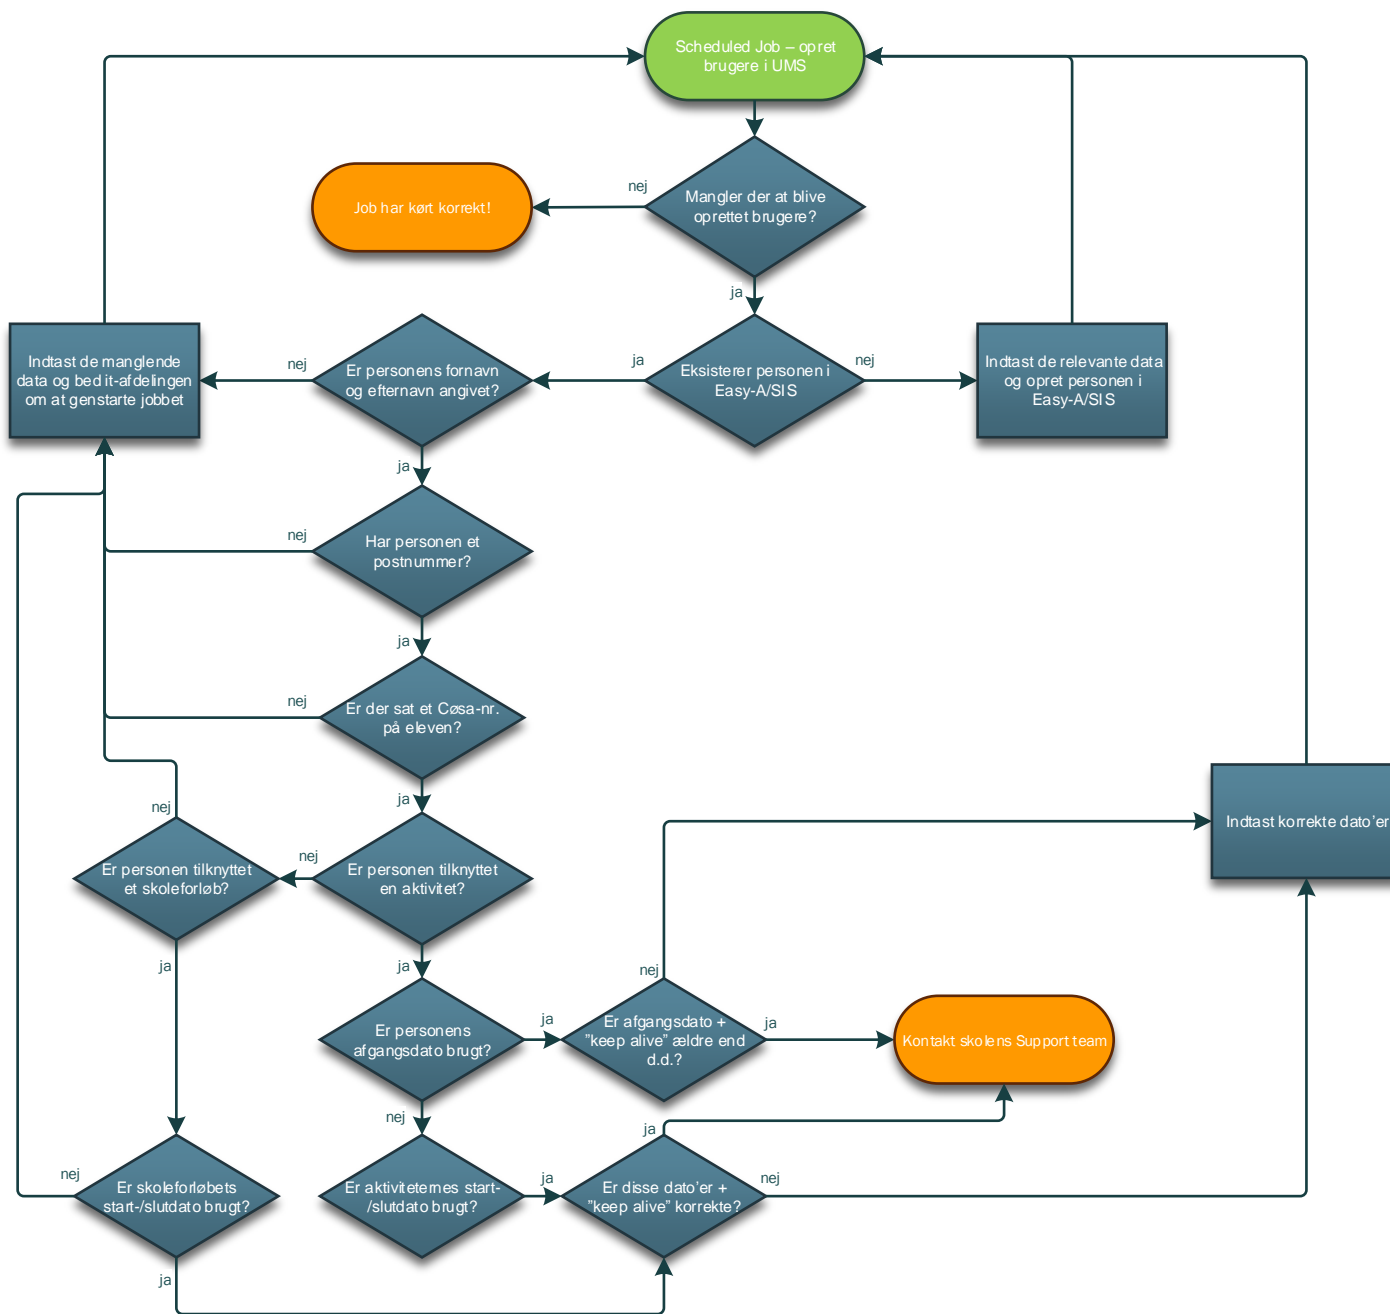 Scheduled Job – opret
brugere i UMS
nej
Job har kørt korrekt!
Mangler der at blive
oprettet brugere?
ja
Indtast de manglende
data og bed it-afdelingen
om at genstarte jobbet
nej
Er personens fornavn
og efternavn angivet?
ja
Eksisterer personen i
Easy-A/SIS
nej
Indtast de relevante data
og opret personen i
Easy-A/SIS
ja
nej
Har personen et
postnummer?
ja
nej
Er der sat et Cøsa-nr.
på eleven?
ja
nej
Er personen tilknyttet
et skoleforløb?
nej
Er personen tilknyttet
en aktivitet?
Indtast korrekte dato'er
ja
ja
nej
Er personens
afgangsdato brugt?
ja
Er afgangsdato +
"keep alive" ældre end
d.d.?
ja
Kontakt skolens Support team
nej
ja
nej
Er skoleforløbets
start-/slutdato brugt?
Er aktiviteternes start-
/slutdato brugt?
ja
Er disse dato'er +
"keep alive" korrekte?
nej
ja